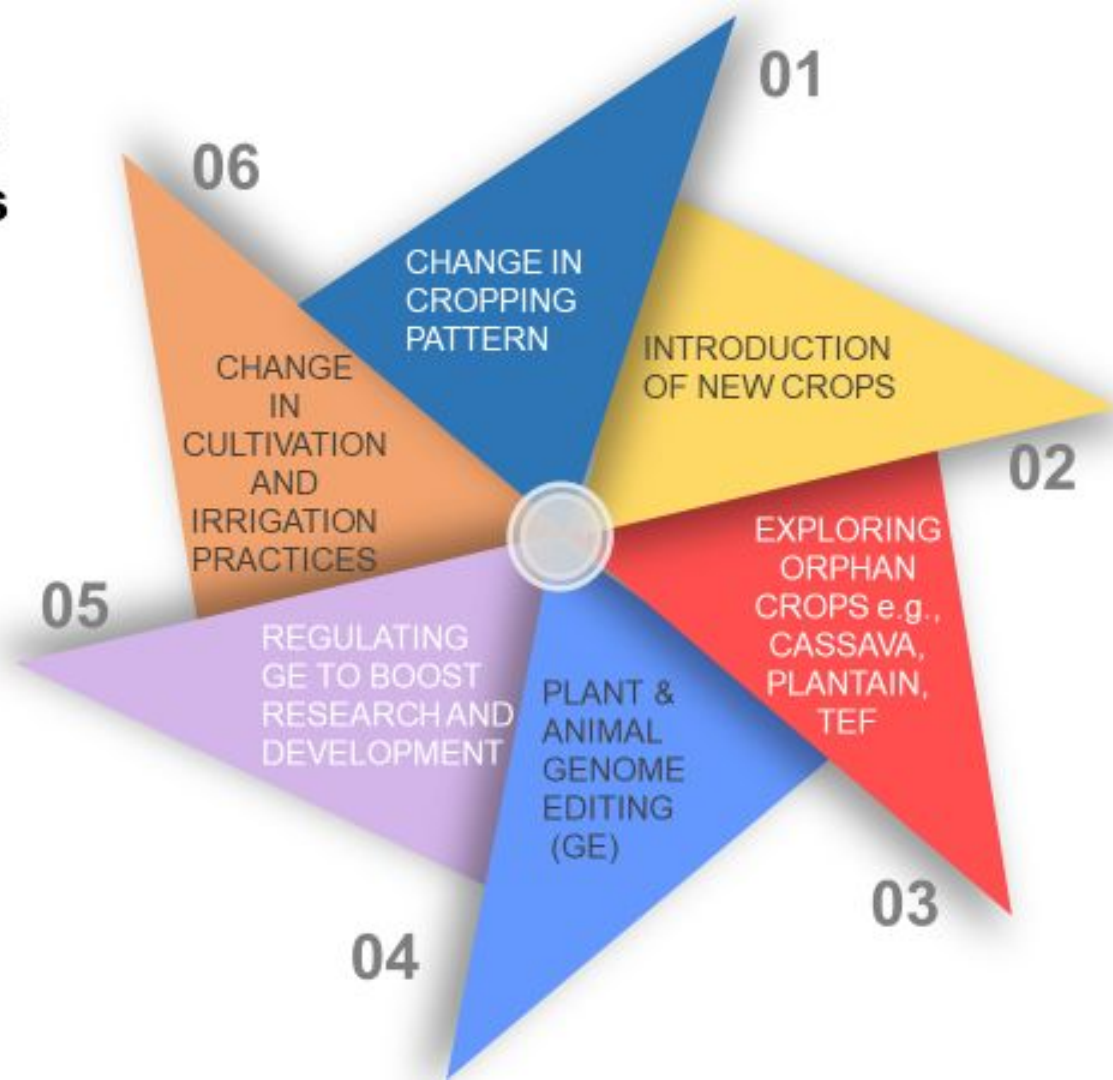 01
CHANGE IN
CROPPING
PATTERN
INTRODUCTION
OF NEW CROPS
02
EXPLORING
ORPHAN
CROPS e.g.,
CASSAVA,
PLANTAIN,
TEF
03
PLANT &
ANIMAL
GENOME
EDITING
(GE)
04
REGULATING
GE TO BOOST
RESEARCH AND
DEVELOPMENT
05
CHANGE
IN
CULTIVATION
AND
IRRIGATION
PRACTICES
06